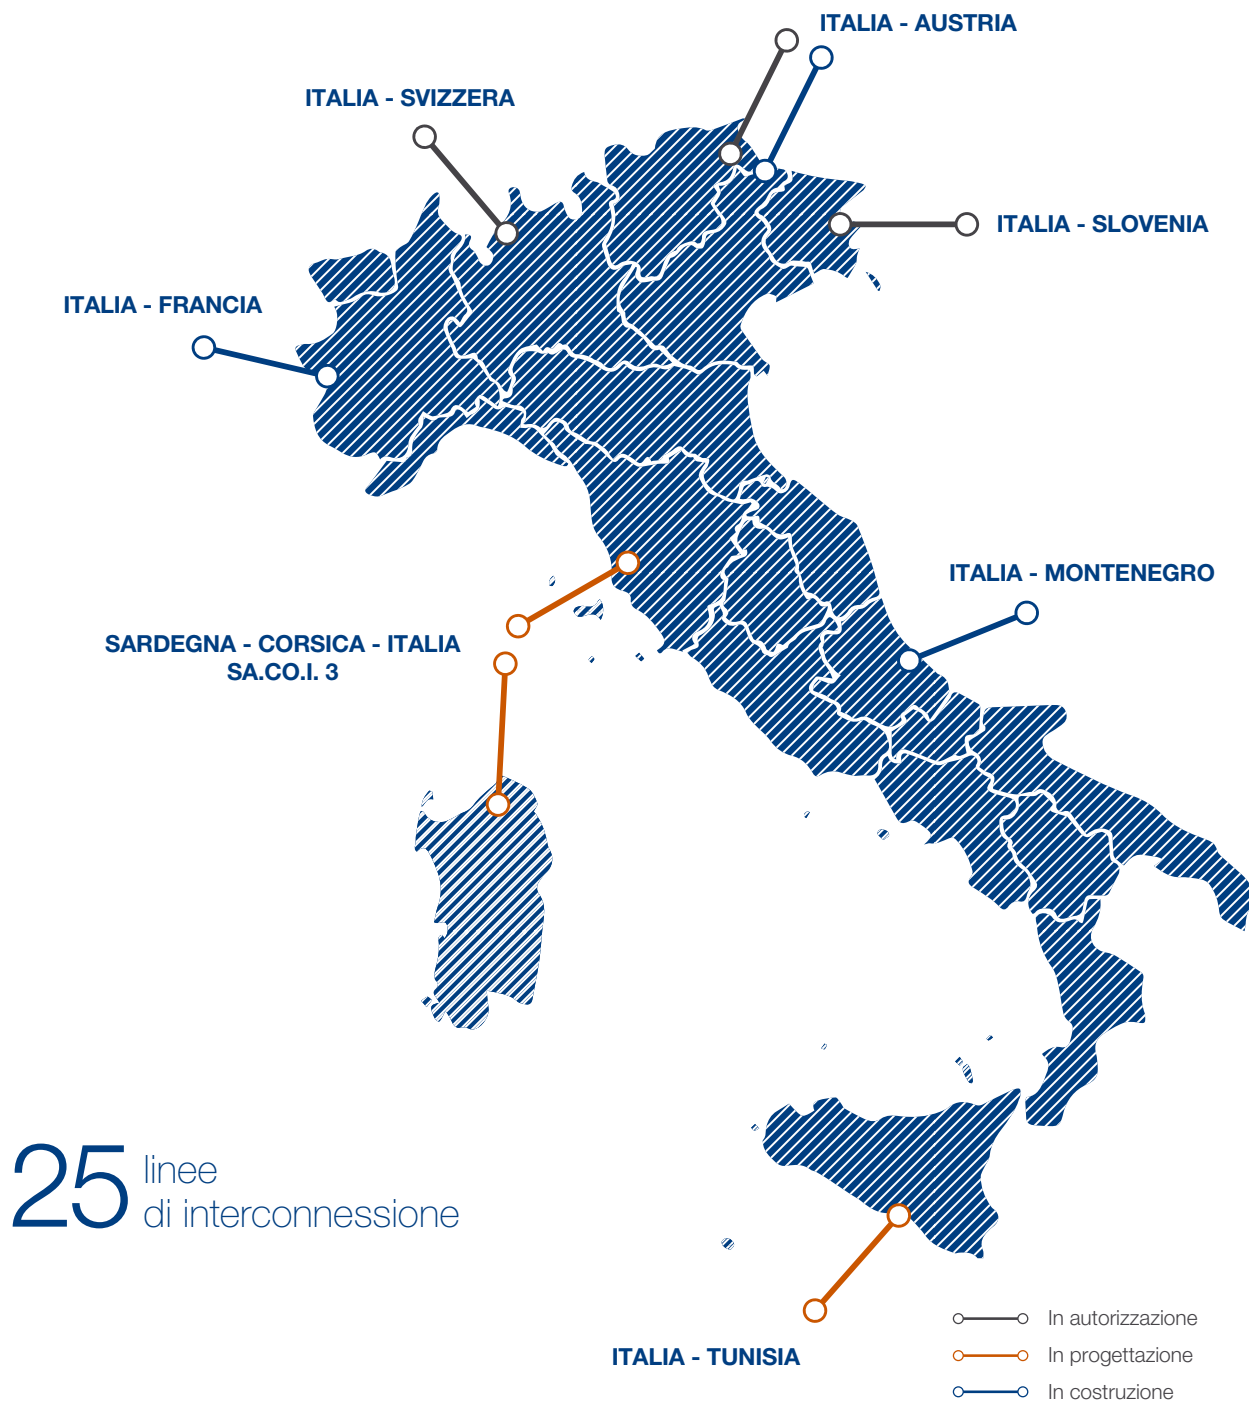 ITALIA - AUSTRIA
ITALIA - SVIZZERA
ITALIA - SLOVENIA
ITALIA - FRANCIA
ITALIA - MONTENEGRO
SARDEGNA - CORSICA - ITALIA
SA.CO.I. 3
25 linee
di interconnessione
ITALIA - TUNISIA
In autorizzazione
In progettazione
In costruzione